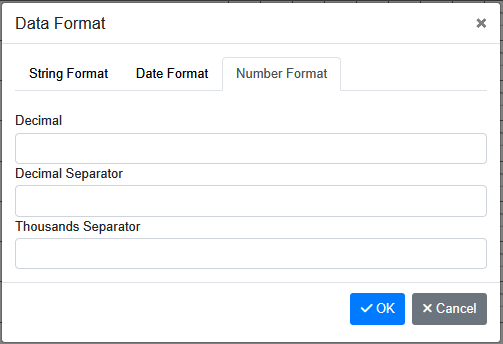 Data Format
String Format Date Format Number Format
Decimal
Decimal Separator
Thousands Separator
OK Cancel